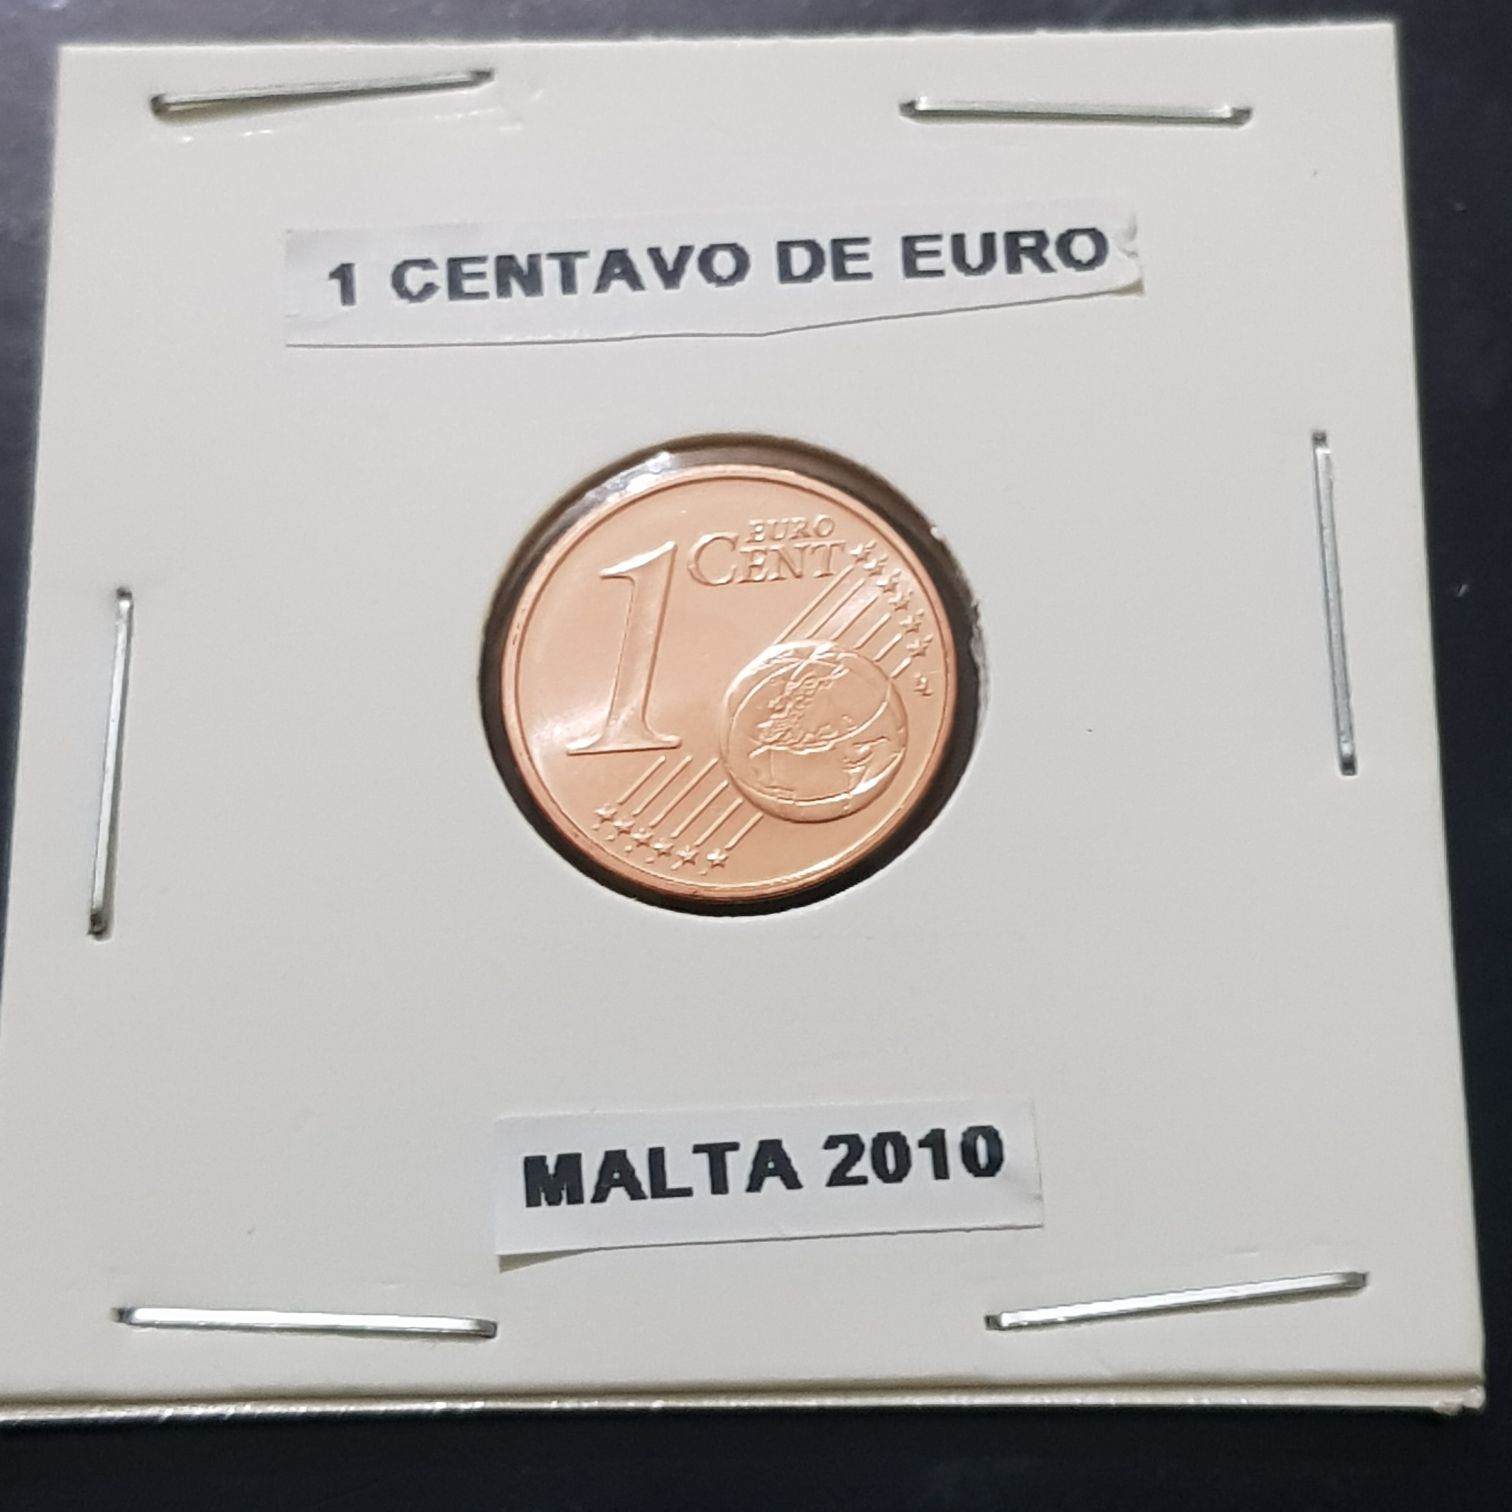 1 CENTAVO DE EURO
1 EURO
CENT
MALTA 2010